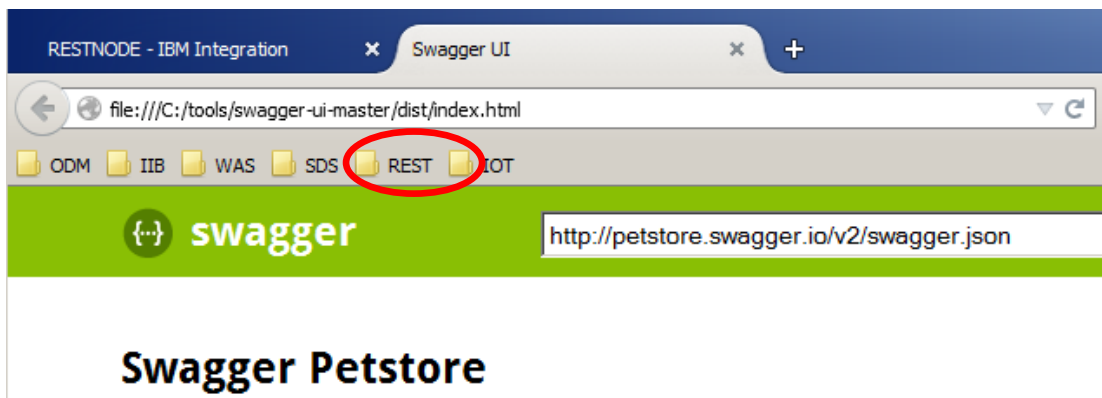 RESTNODE - IBM Integration Swagger UI
file:///C:/tools/swagger-ui-master/dist/index.html
ODM IIB WAS SDS REST IOT
{···} swagger http://petstore.swagger.io/v2/swagger.json
Swagger Petstore